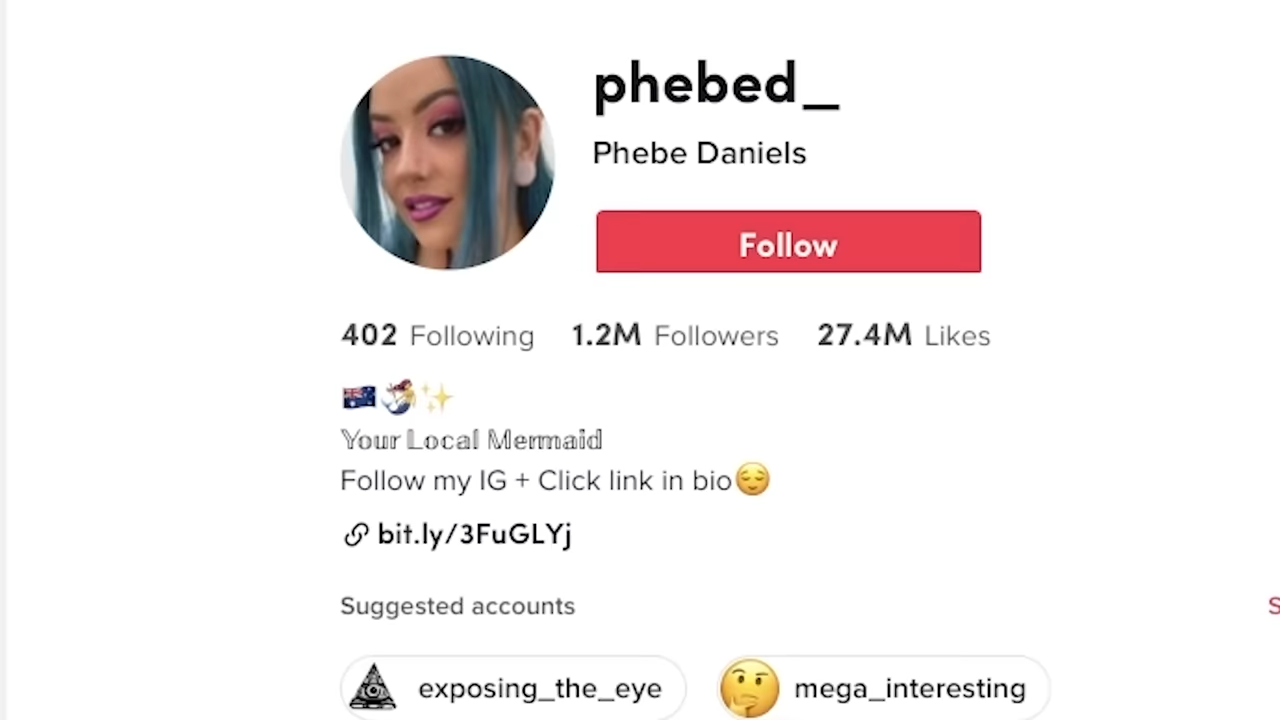 phebed_
Phebe Daniels
Follow
402 Following 1.2M Followers 27.4M Likes
🇦🇺🧜‍♀️✨
𝕐𝕠𝕦𝕣 𝕃𝕠𝕔𝕒𝕝 𝕄𝕖𝕣𝕞𝕒𝕚𝕕
Follow my IG + Click link in bio😌
bit.ly/3FuGLYj
Suggested accounts
exposing_the_eye mega_interesting